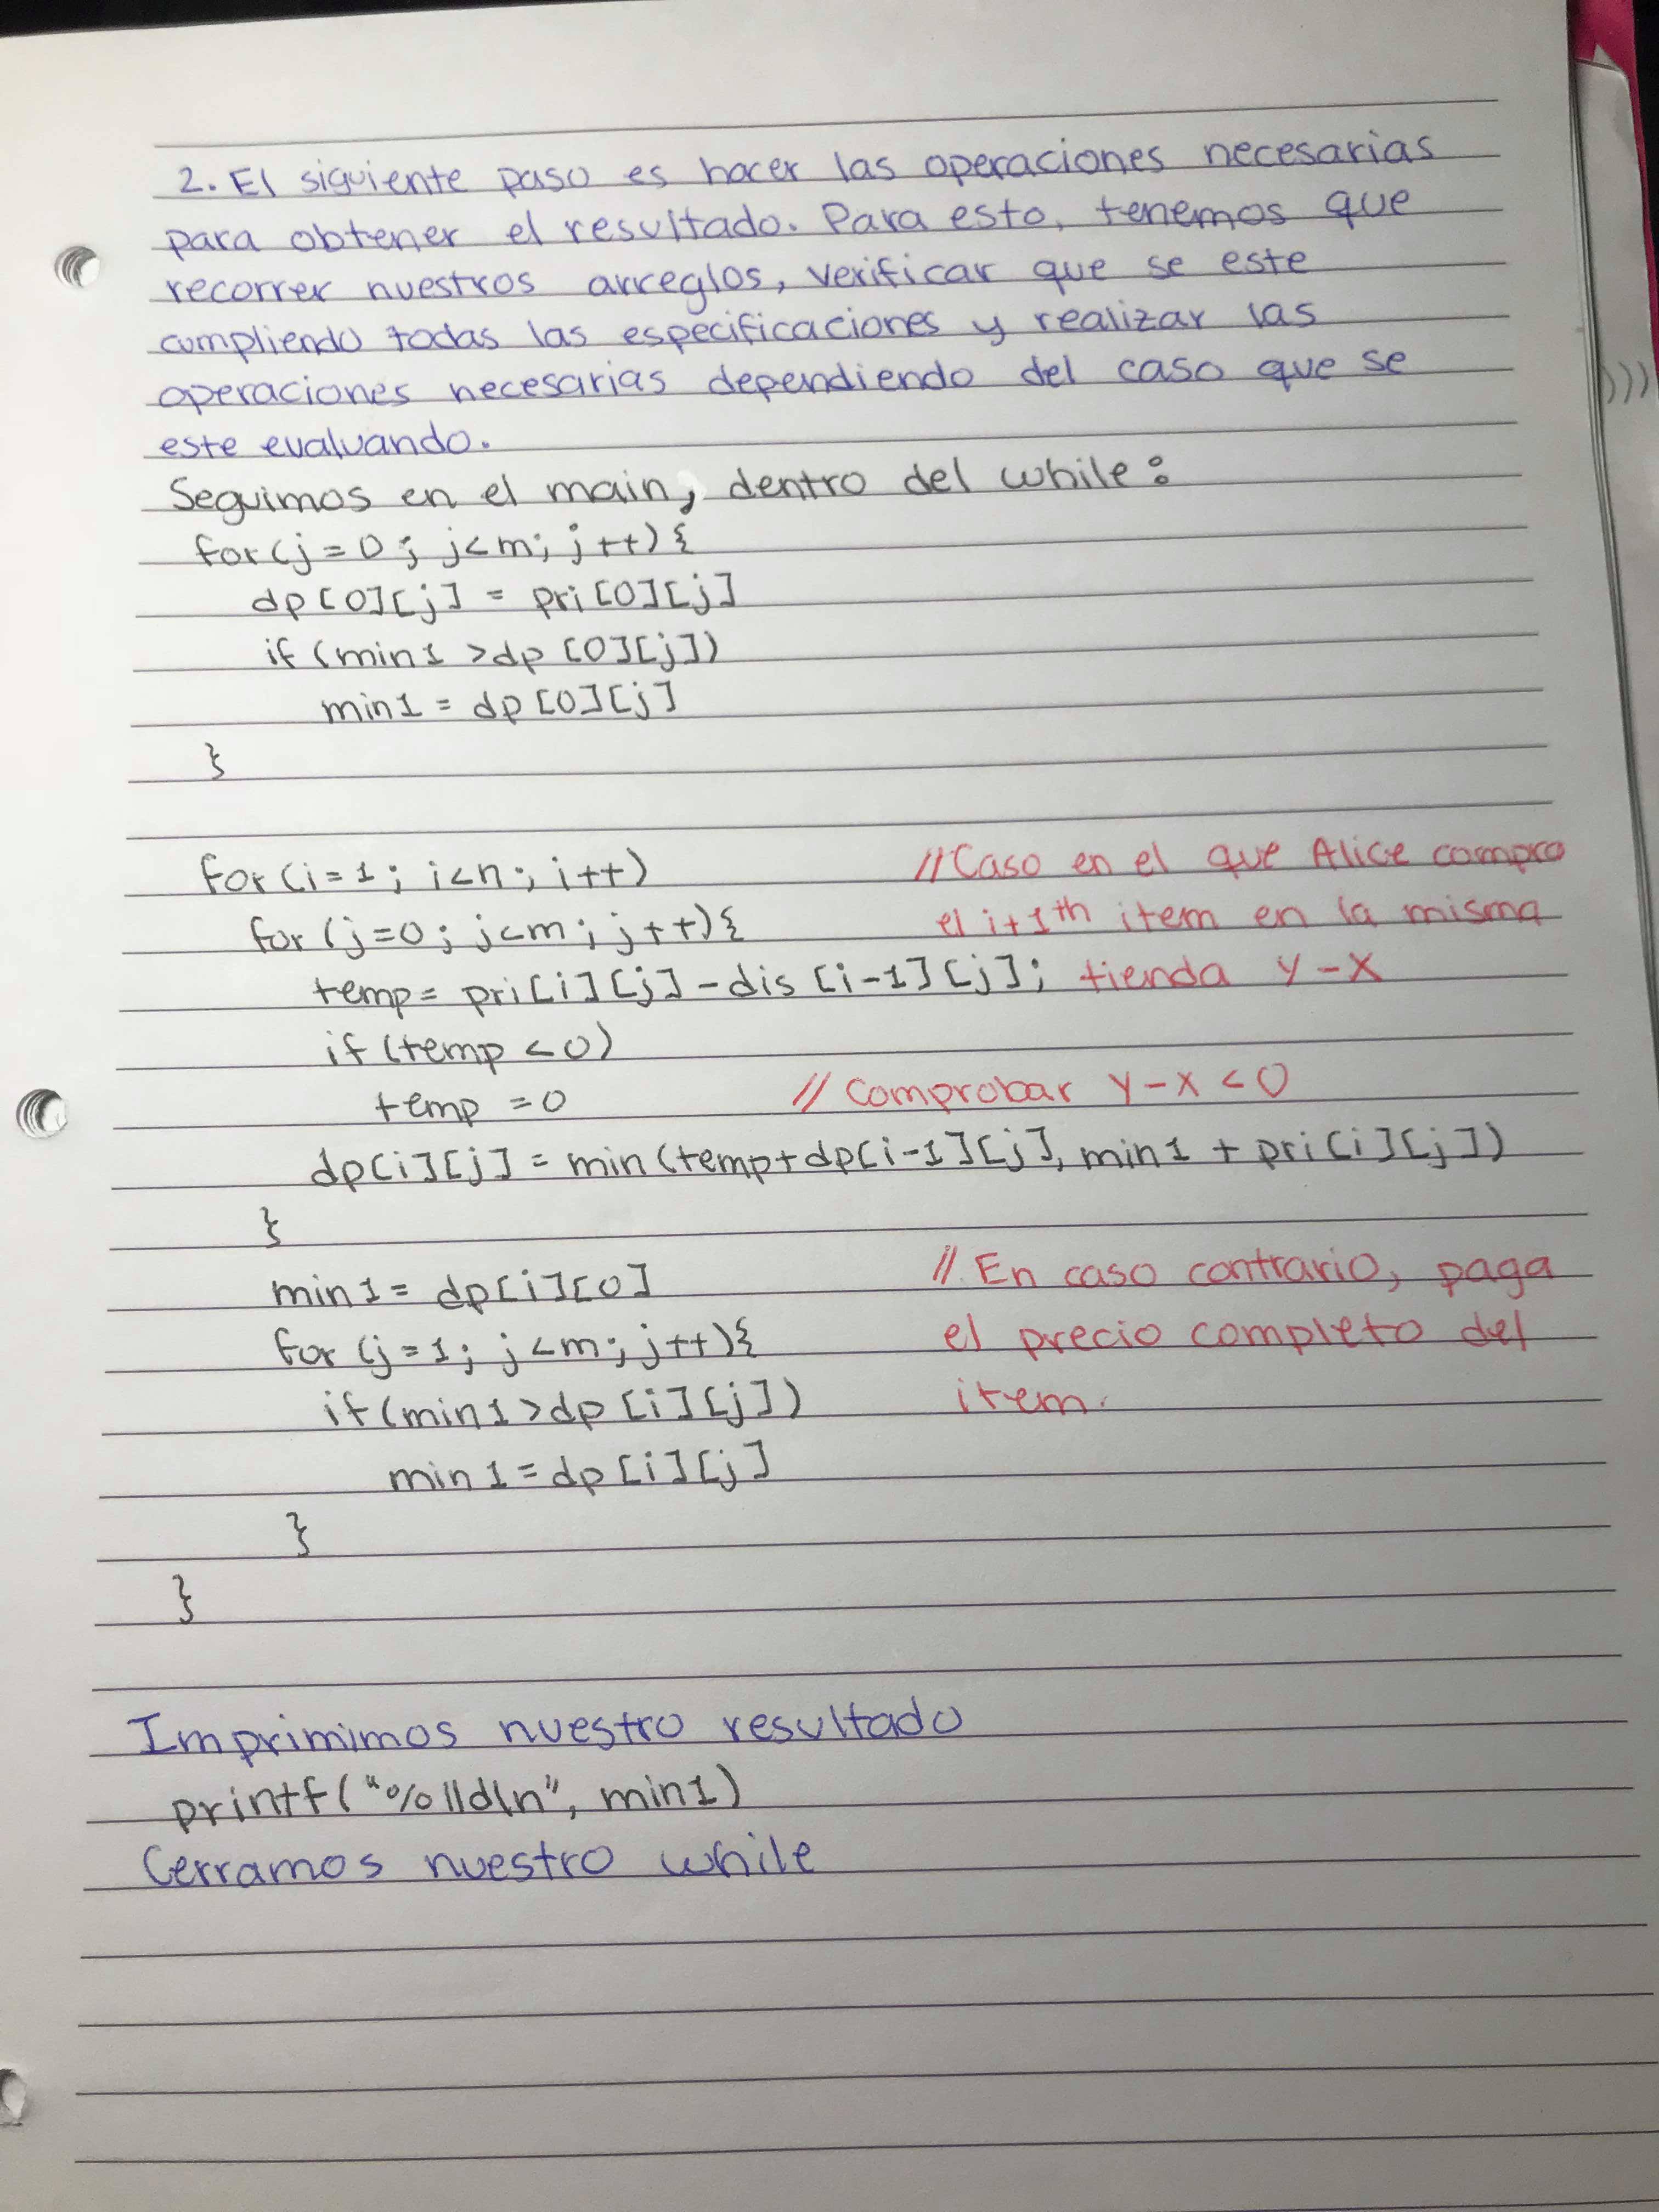 2. El siguiente paso es hacer las operaciones necesarias
para obtener el resultado. Para esto, tenemos que
recorrer nuestros arreglos, verificar que se este
cumpliendo todas las especificaciones y realizar las
operaciones necesarias dependiendo del caso que se
este evaluando.
Seguimos en el main, dentro del while:
for(j=0; j<m; j++){
dp[0][j] = pri[0][j]
if (min1 >dp [0][j])
min1 = dp[0][j]
}
for(i=1; i<n; i++) //Caso en el que Alice compra
for(j=0; j<m; j++){ el i+1th item en la misma
temp= pri[i][j]-dis[i-1][j]; tienda Y-X
if(temp<0)
temp=0 // Comprobar Y-X<0
dp[i][j]=min(temp+dp[i-1][j], min1 + pri[i][j])
}
min1= dp[i][0] // En caso contrario, paga
for(j=1; j<m; j++){ el precio completo del
if(min1>dp[i][j]) item.
min1=dp[i][j]
}
}
Imprimimos nuestro resultado
printf("%lld\n", min1)
Cerramos nuestro while
)))